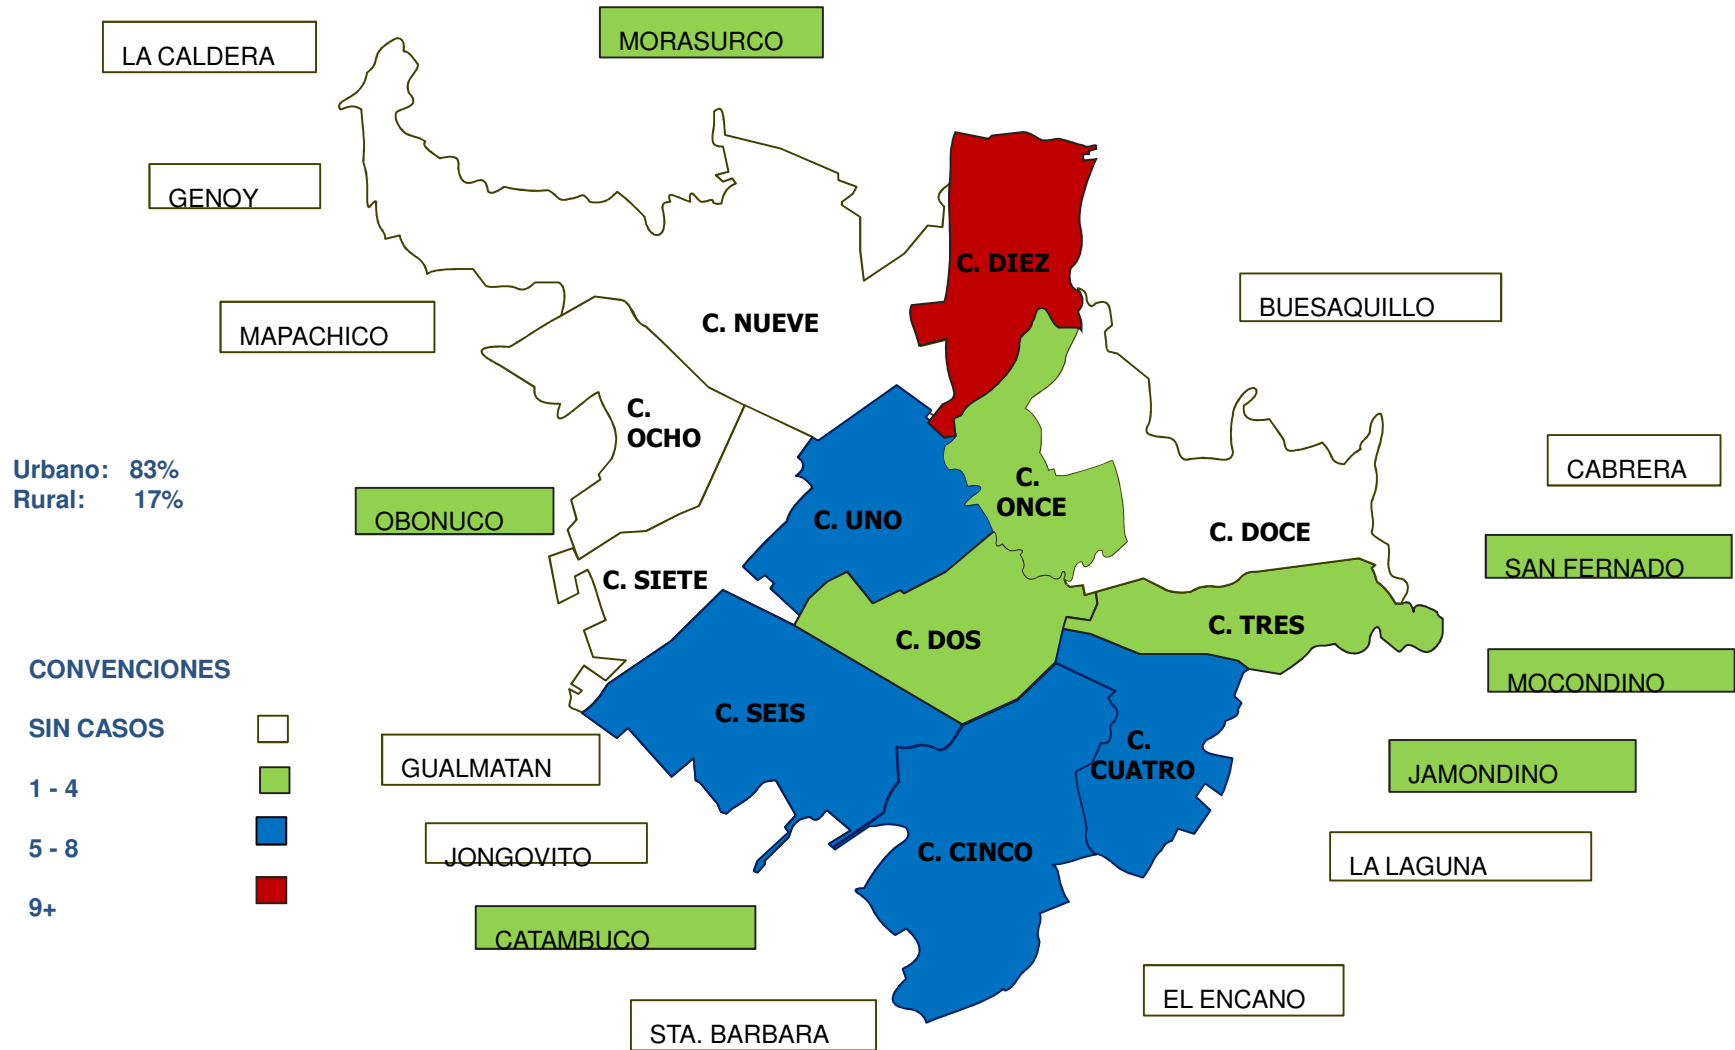 LA CALDERA
MORASURCO
GENOY
C. DIEZ
BUESAQUILLO
MAPACHICO
C. NUEVE
C.
OCHO
CABRERA
Urbano: 83%
Rural: 17%
OBONUCO
C. UNO
C.
ONCE
C. DOCE
SAN FERNADO
C. SIETE
C. DOS
C. TRES
MOCONDINO
CONVENCIONES
SIN CASOS
1 - 4
5 - 8
9+
C. SEIS
C.
CUATRO
GUALMATAN
JAMONDINO
JONGOVITO
C. CINCO
LA LAGUNA
CATAMBUCO
EL ENCANO
STA. BARBARA